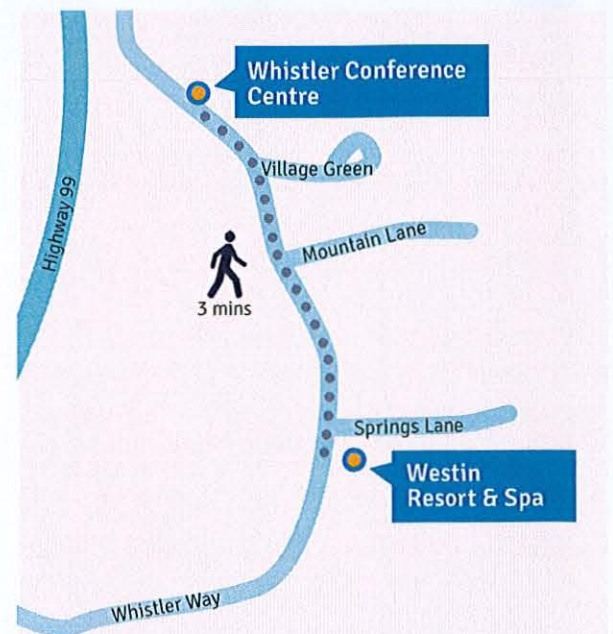 Whistler Conference
Centre
Village Green
Highway 99
Mountain Lane
3 mins
Springs Lane
Westin
Resort & Spa
Whistler Way